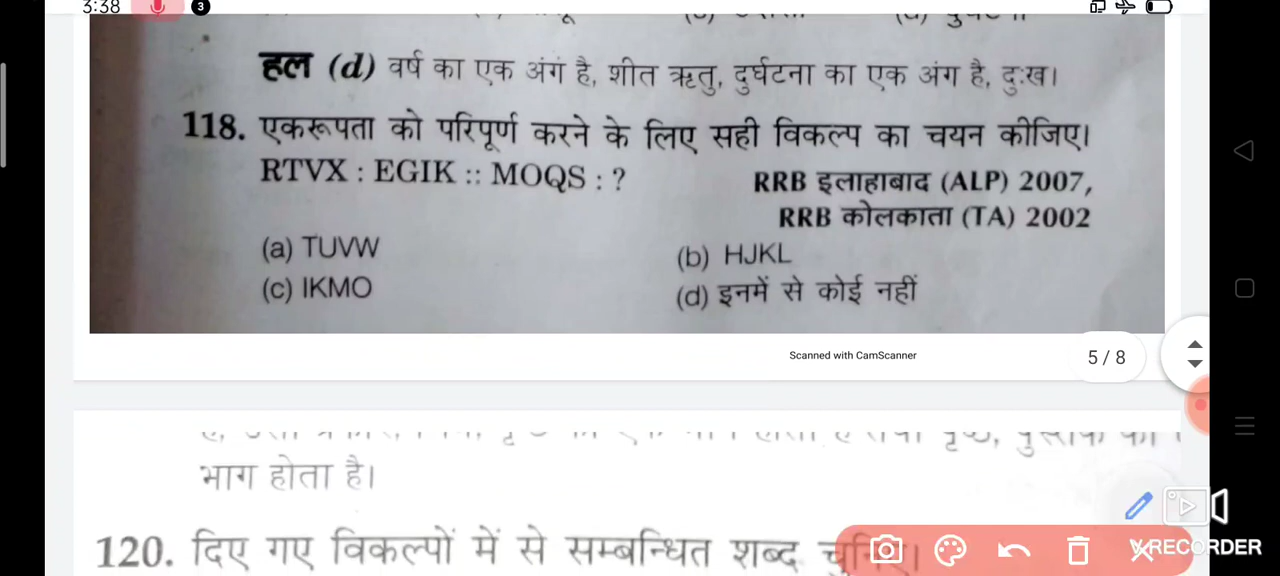 3:38
3
हल (d) वर्ष का एक अंग है, शीत ऋतु, दुर्घटना का एक अंग है, दुःख।
118. एकरूपता को परिपूर्ण करने के लिए सही विकल्प का चयन कीजिए।
RTVX : EGIK :: MOQS : ?
RRB इलाहाबाद (ALP) 2007,
RRB कोलकाता (TA) 2002
(a) TUVW
(b) HJKL
(c) IKMO
(d) इनमें से कोई नहीं
Scanned with CamScanner
5 / 8
भाग होता है।
120. दिए गए विकल्पों में से सम्बन्धित शब्द चुनिए।
RECORDER